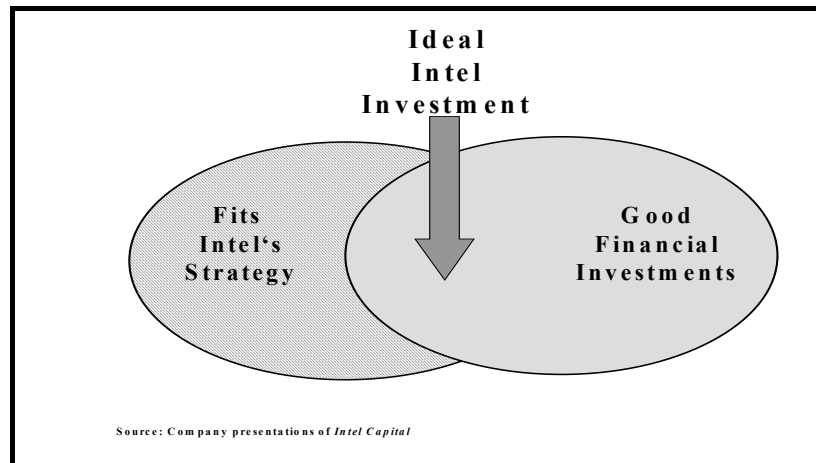 Ideal
Intel
Investment
Fits
Intel‘s
Strategy
Good
Financial
Investments
Source: Company presentations of Intel Capital